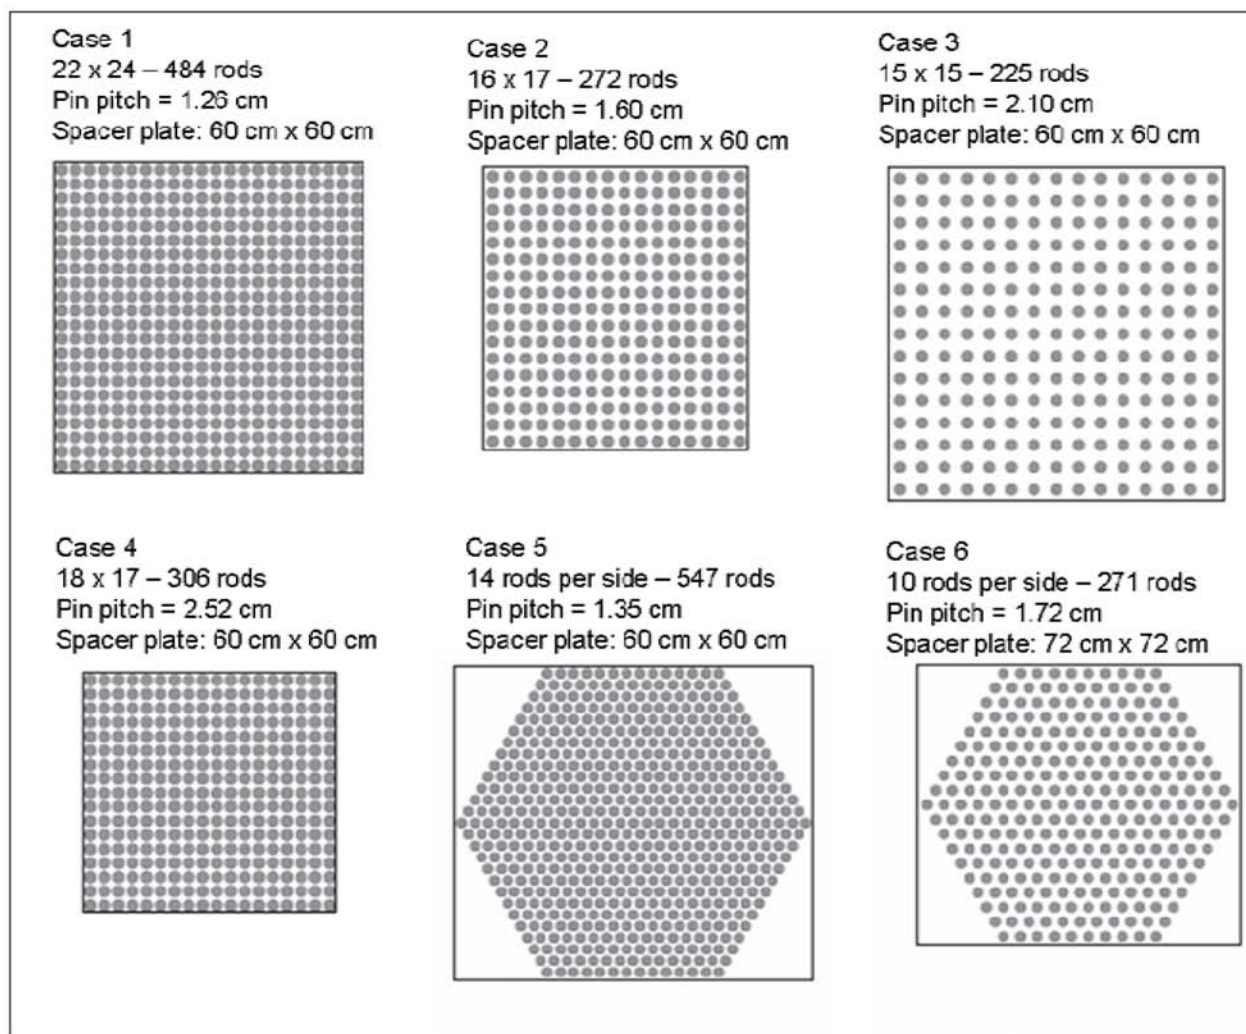 Case 1
22 x 24 – 484 rods
Pin pitch = 1.26 cm
Spacer plate: 60 cm x 60 cm
Case 2
16 x 17 – 272 rods
Pin pitch = 1.60 cm
Spacer plate: 60 cm x 60 cm
Case 3
15 x 15 – 225 rods
Pin pitch = 2.10 cm
Spacer plate: 60 cm x 60 cm
Case 4
18 x 17 – 306 rods
Pin pitch = 2.52 cm
Spacer plate: 60 cm x 60 cm
Case 5
14 rods per side – 547 rods
Pin pitch = 1.35 cm
Spacer plate: 60 cm x 60 cm
Case 6
10 rods per side – 271 rods
Pin pitch = 1.72 cm
Spacer plate: 72 cm x 72 cm